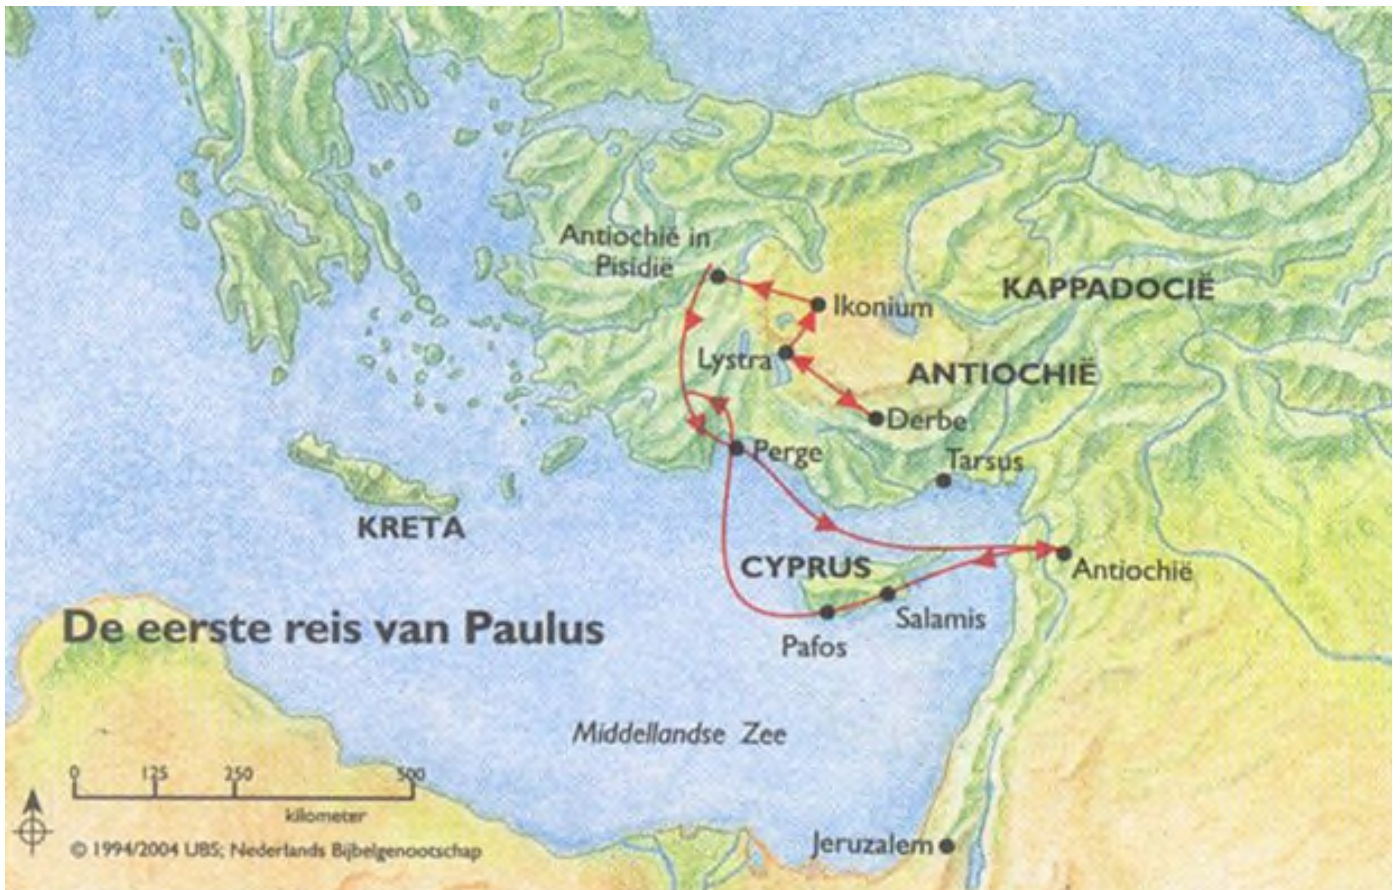 Antiochië in
Pisidië
KAPPADOCIË
Ikonium
Lystra
ANTIOCHIË
Derbe
Perge
Tarsus
KRETA
CYPRUS
Antiochië
Salamis
De eerste reis van Paulus
Pafos
Middellandse Zee
0 125 250 500
kilometer
Jeruzalem
© 1994/2004 UBS; Nederlands Bijbelgenootschap